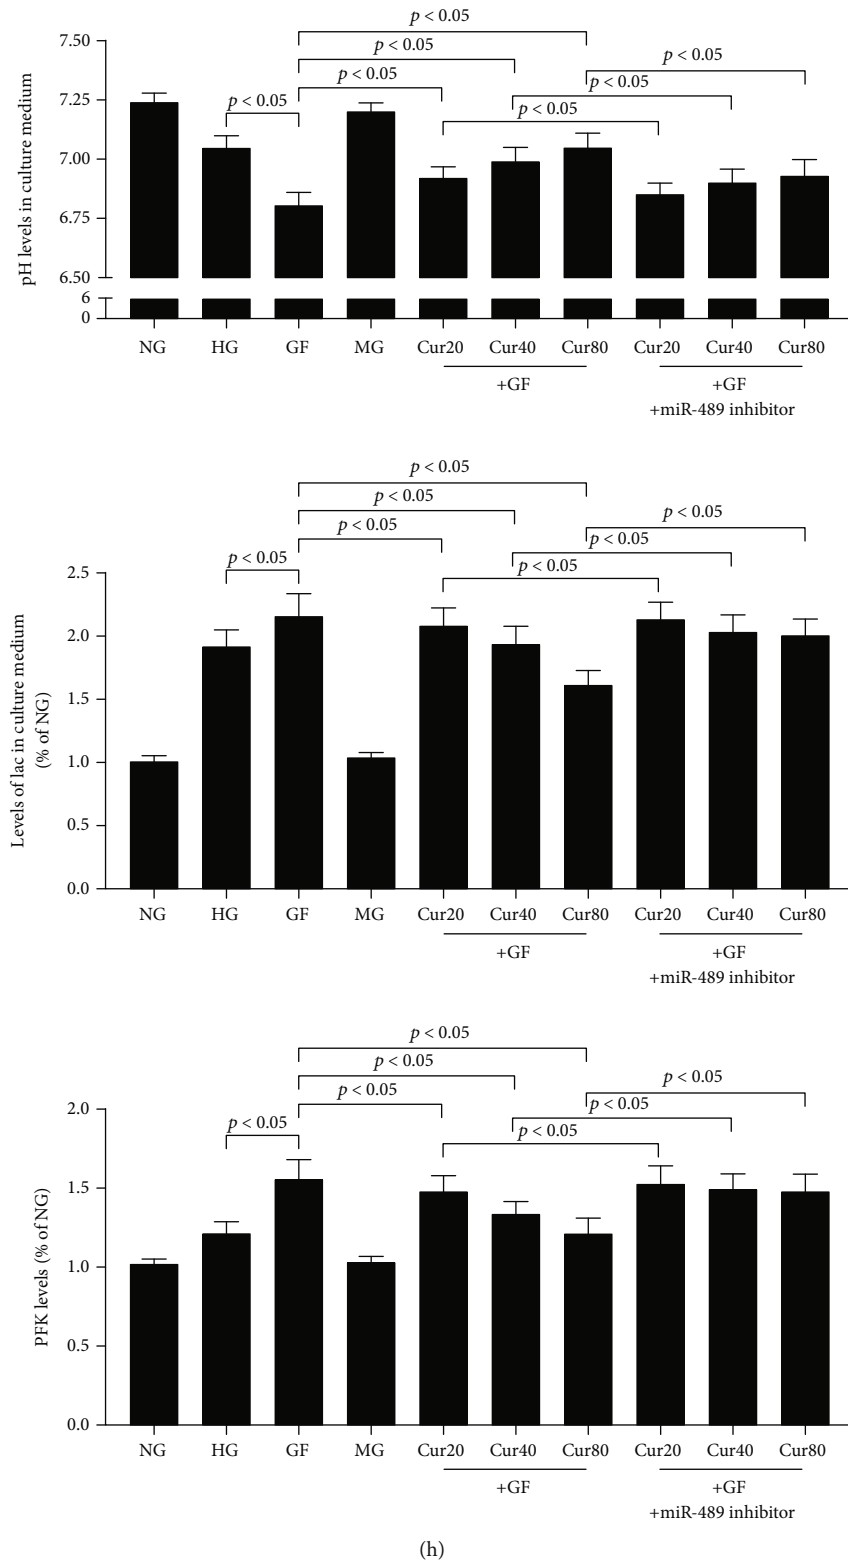 p < 0.05
p < 0.05
p < 0.05
p < 0.05
p < 0.05
p < 0.05
p < 0.05
pH levels in culture medium
7.50
7.25
7.00
6.75
6.50
6
0
NG HG GF MG Cur20 Cur40 Cur80 Cur20 Cur40 Cur80
+GF +GF
+miR-489 inhibitor
p < 0.05
p < 0.05
p < 0.05
p < 0.05
p < 0.05
p < 0.05
p < 0.05
Levels of lac in culture medium
(% of NG)
2.5
2.0
1.5
1.0
0.5
0.0
NG HG GF MG Cur20 Cur40 Cur80 Cur20 Cur40 Cur80
+GF +GF
+miR-489 inhibitor
p < 0.05
p < 0.05
p < 0.05
p < 0.05
p < 0.05
p < 0.05
p < 0.05
PFK levels (% of NG)
2.0
1.5
1.0
0.5
0.0
NG HG GF MG Cur20 Cur40 Cur80 Cur20 Cur40 Cur80
+GF +GF
+miR-489 inhibitor
(h)